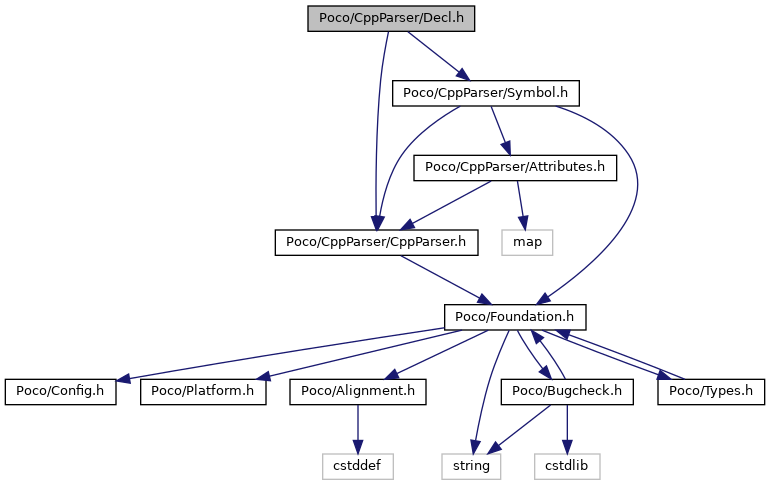 Poco/CppParser/Decl.h
Poco/CppParser/Symbol.h
Poco/CppParser/Attributes.h
Poco/CppParser/CppParser.h
map
Poco/Foundation.h
Poco/Config.h
Poco/Platform.h
Poco/Alignment.h
Poco/Bugcheck.h
Poco/Types.h
cstddef
string
cstdlib